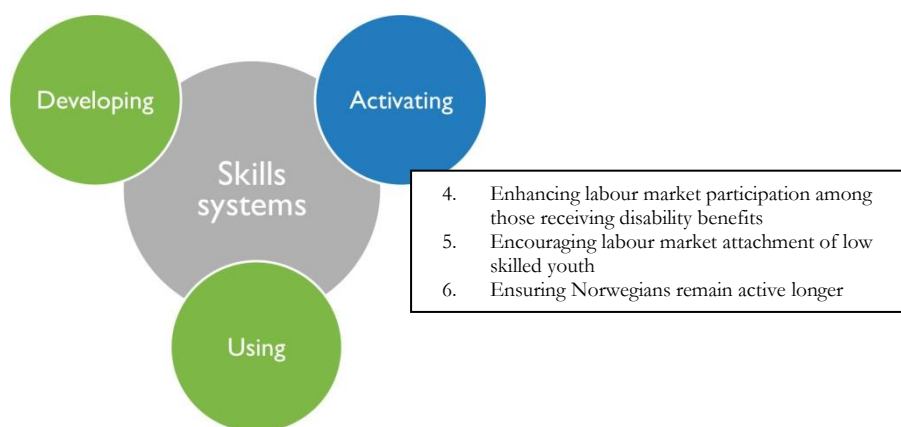 Developing
Activating
Skills
systems
4. Enhancing labour market participation among
those receiving disability benefits
5. Encouraging labour market attachment of low
skilled youth
6. Ensuring Norwegians remain active longer
Using